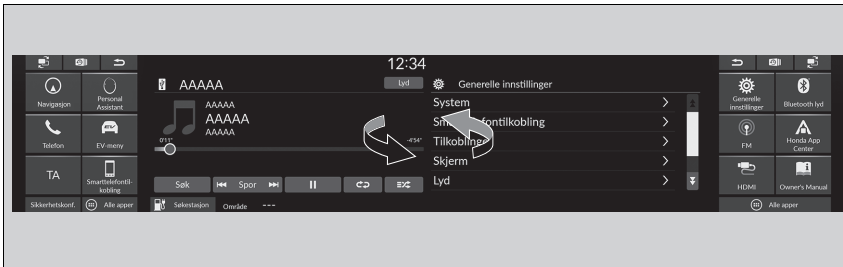 12:34
Navigasjon
Personal
Assistant
Telefon
EV-meny
TA
Smarttelefontil-
kobling
Sikkerhetskonf.
Alle apper
AAAAA
Lyd
AAAAA
AAAAA
AAAAA
0'11"
-4'54"
Søk
Spor
Søkestasjon
Område
---
Generelle innstillinger
System
Tilkoblinger
Skjerm
Lyd
Generelle
innstillinger
Bluetooth lyd
FM
Honda App
Center
HDMI
Owner's Manual
Alle apper